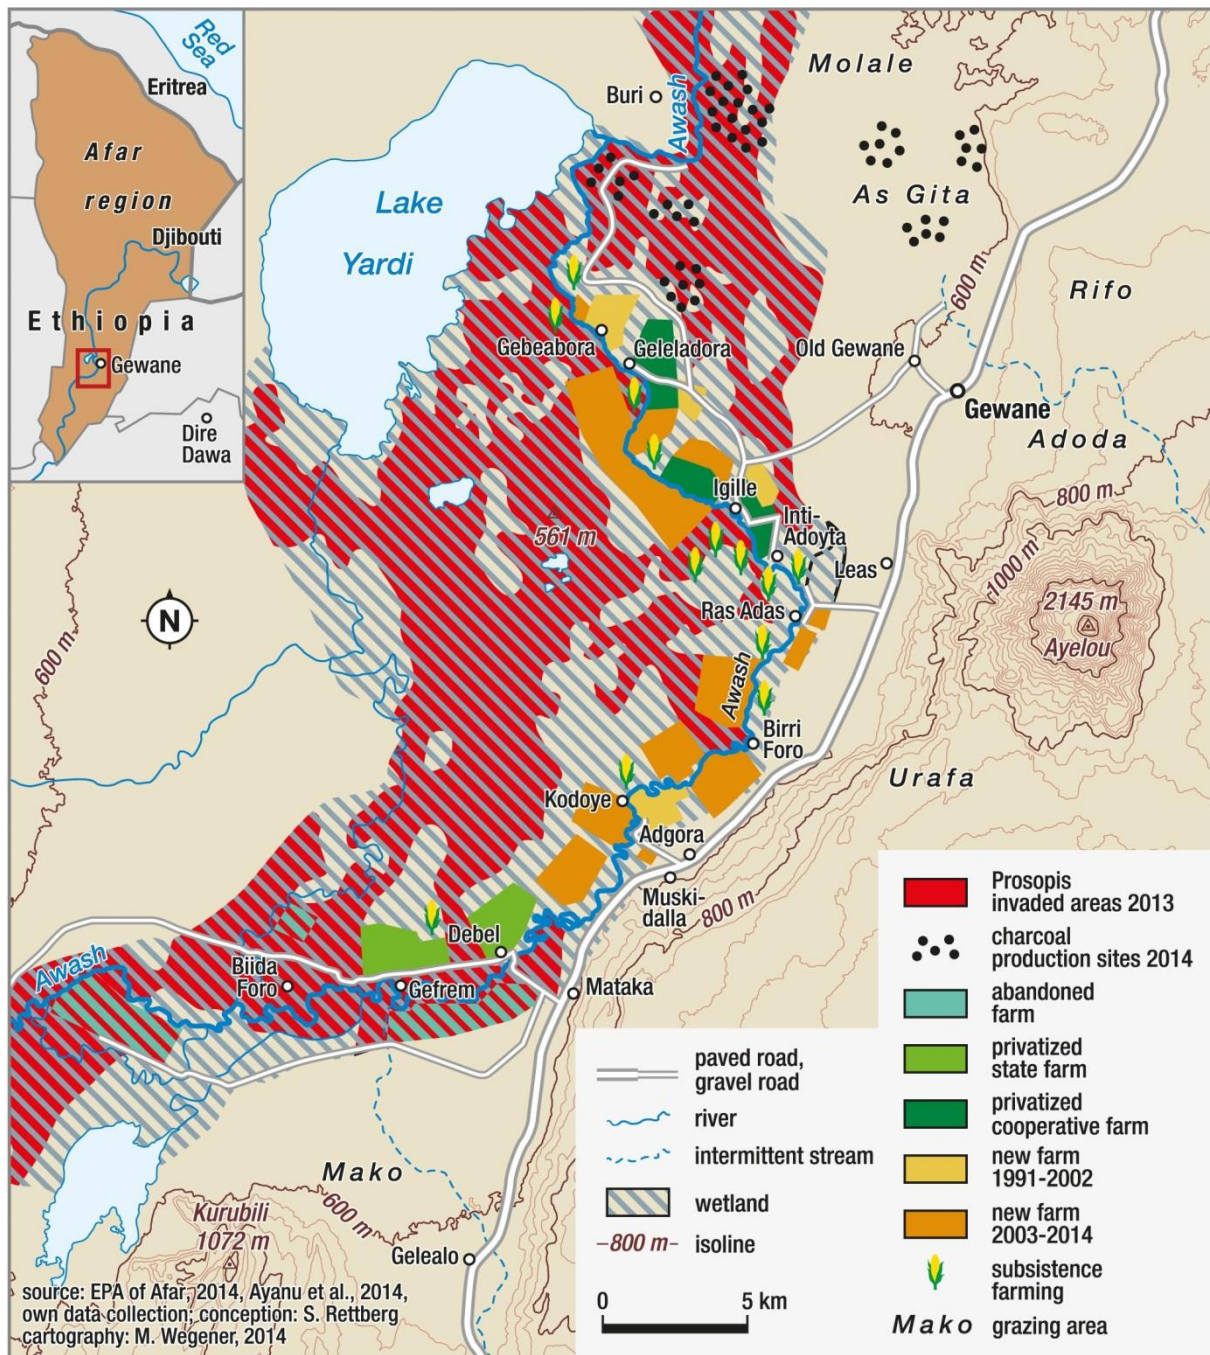 Red
Sea
Eritrea
Afar
region
Djibouti
Ethiopia
Gewane
Dire
Dawa
Molale
Buri
Awash
As Gita
Lake
Yardi
600 m
Rifo
Gebeabora
Geleladora
Old Gewane
Gewane
Adoda
800 m
Igille
Inti-
Adoyta
561 m
Leas
1000 m
2145 m
Ayelou
N
Ras Adas
600 m
Awash
Birri
Foro
Urafa
Kodoye
Adgora
Muski-
dalla
800 m
Debel
Awash
Biida
Foro
Gefrem
Mataka
Mako
Kurubili
1072 m
600 m
Gelealo
source: EPA of Afar, 2014, Ayanu et al., 2014,
own data collection; conception: S. Rettberg
cartography: M. Wegener, 2014
paved road,
gravel road
river
intermittent stream
wetland
800 m
isoline
0
5 km
Prosopis
invaded areas 2013
charcoal
production sites 2014
abandoned
farm
privatized
state farm
privatized
cooperative farm
new farm
1991-2002
new farm
2003-2014
subsistence
farming
Mako grazing area